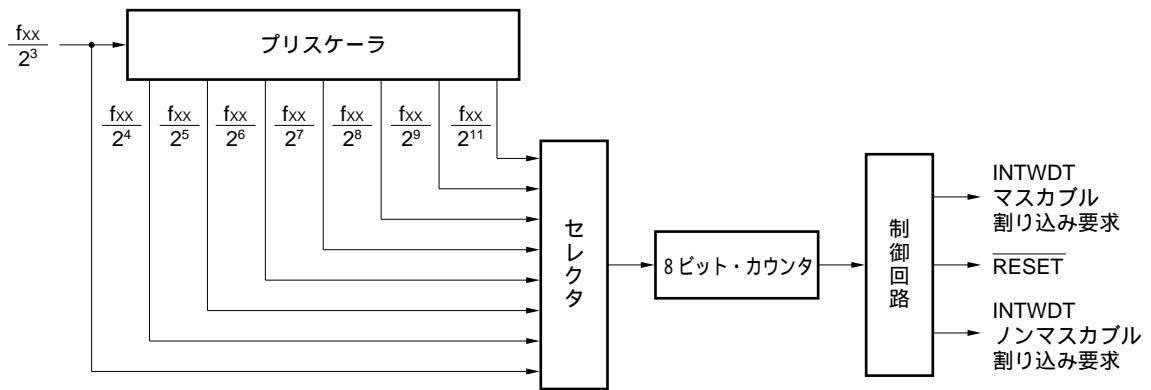 fXX
2³
プリスケーラ
fXX
2⁴
fXX
2⁵
fXX
2⁶
fXX
2⁷
fXX
2⁸
fXX
2⁹
fXX
2¹¹
セレクタ
8ビット・カウンタ
制御回路
INTWDT
マスカブル
割り込み要求
RESET
INTWDT
ノンマスカブル
割り込み要求